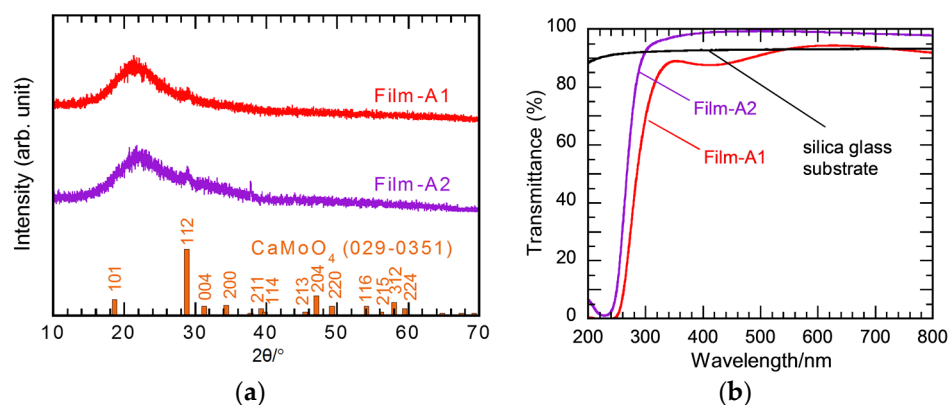 Intensity (arb. unit)
Film-A1
Film-A2
CaMoO4 (029-0351)
101
112
004
200
211
114
213
204
220
116
215
312
224
10 20 30 40 50 60 70
2θ/°
(a)
Transmittance (%)
100
80
60
40
20
0
Film-A2
Film-A1
silica glass
substrate
200 300 400 500 600 700 800
Wavelength/nm
(b)